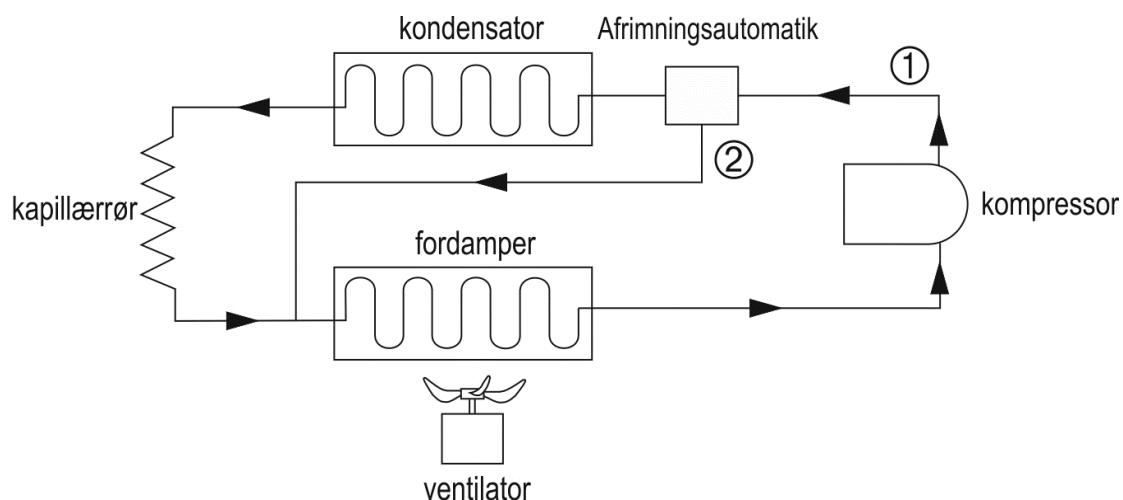 kondensator
Afrimningsautomatik
①
②
kapillærrør
kompressor
fordamper
ventilator